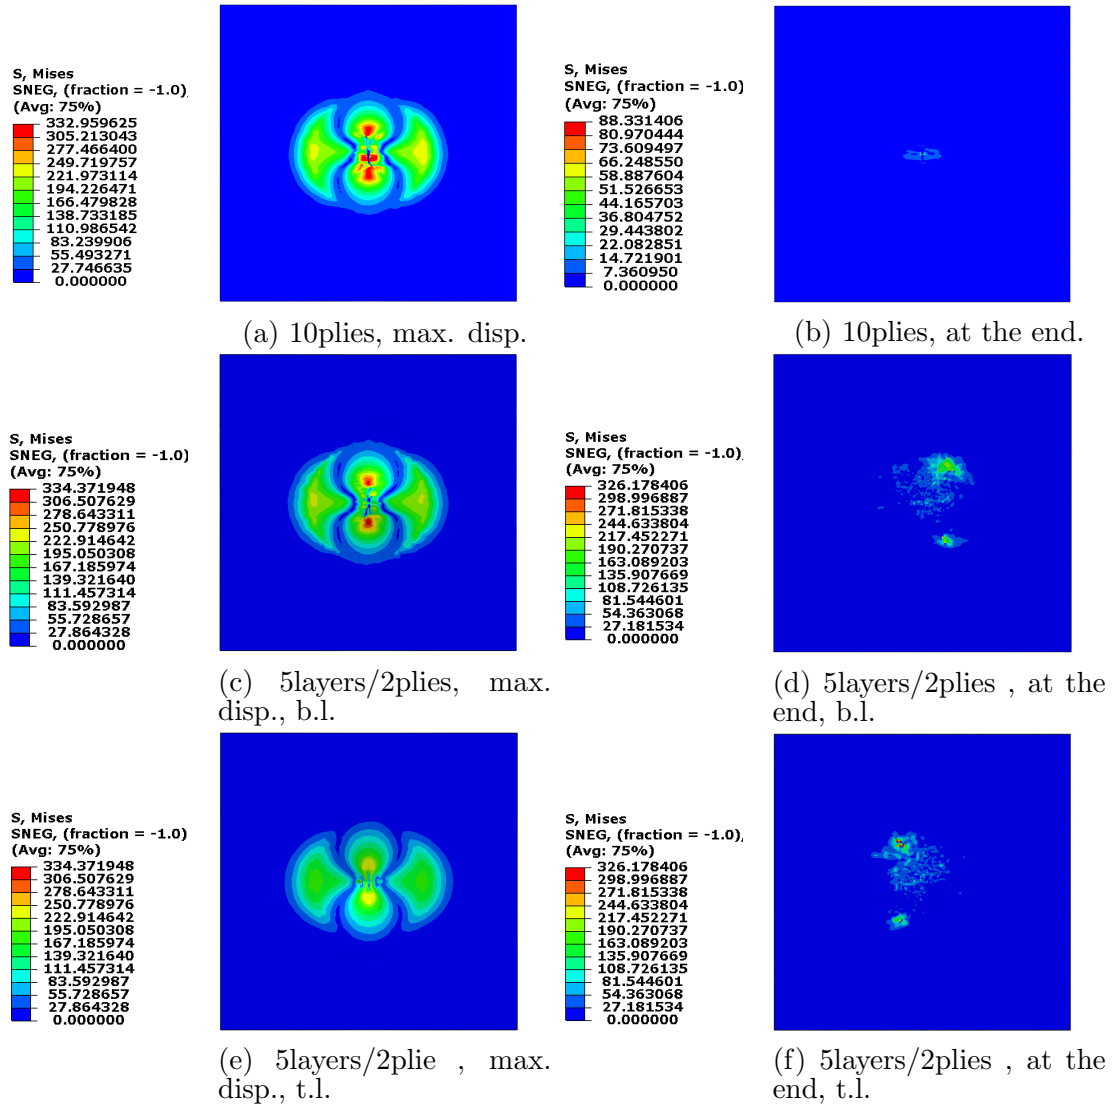 S, Mises
SNEG, (fraction = -1.0),
(Avg: 75%)
332.959625
305.213043
277.466400
249.719757
221.973114
194.226471
166.479828
138.733185
110.986542
83.239906
55.493271
27.746635
0.000000
(a) 10plies, max. disp.
S, Mises
SNEG, (fraction = -1.0)
(Avg: 75%)
88.331406
80.970444
73.609497
66.248550
58.887604
51.526653
44.165703
36.804752
29.443802
22.082851
14.721901
7.360950
0.000000
(b) 10plies, at the end.
S, Mises
SNEG, (fraction = -1.0)
(Avg: 75%)
334.371948
306.507629
278.643311
250.778976
222.914642
195.050308
167.185974
139.321640
111.457314
83.592987
55.728657
27.864328
0.000000
(c) 5layers/2plies, max.
disp., b.l.
S, Mises
SNEG, (fraction = -1.0),
(Avg: 75%)
326.178406
298.996887
271.815338
244.633804
217.452271
190.270737
163.089203
135.907669
108.726135
81.544601
54.363068
27.181534
0.000000
(d) 5layers/2plies , at the
end, b.l.
S, Mises
SNEG, (fraction = -1.0)
(Avg: 75%)
334.371948
306.507629
278.643311
250.778976
222.914642
195.050308
167.185974
139.321640
111.457314
83.592987
55.728657
27.864328
0.000000
(e) 5layers/2plie , max.
disp., t.l.
S, Mises
SNEG, (fraction = -1.0),
(Avg: 75%)
326.178406
298.996887
271.815338
244.633804
217.452271
190.270737
163.089203
135.907669
108.726135
81.544601
54.363068
27.181534
0.000000
(f) 5layers/2plies , at the
end, t.l.